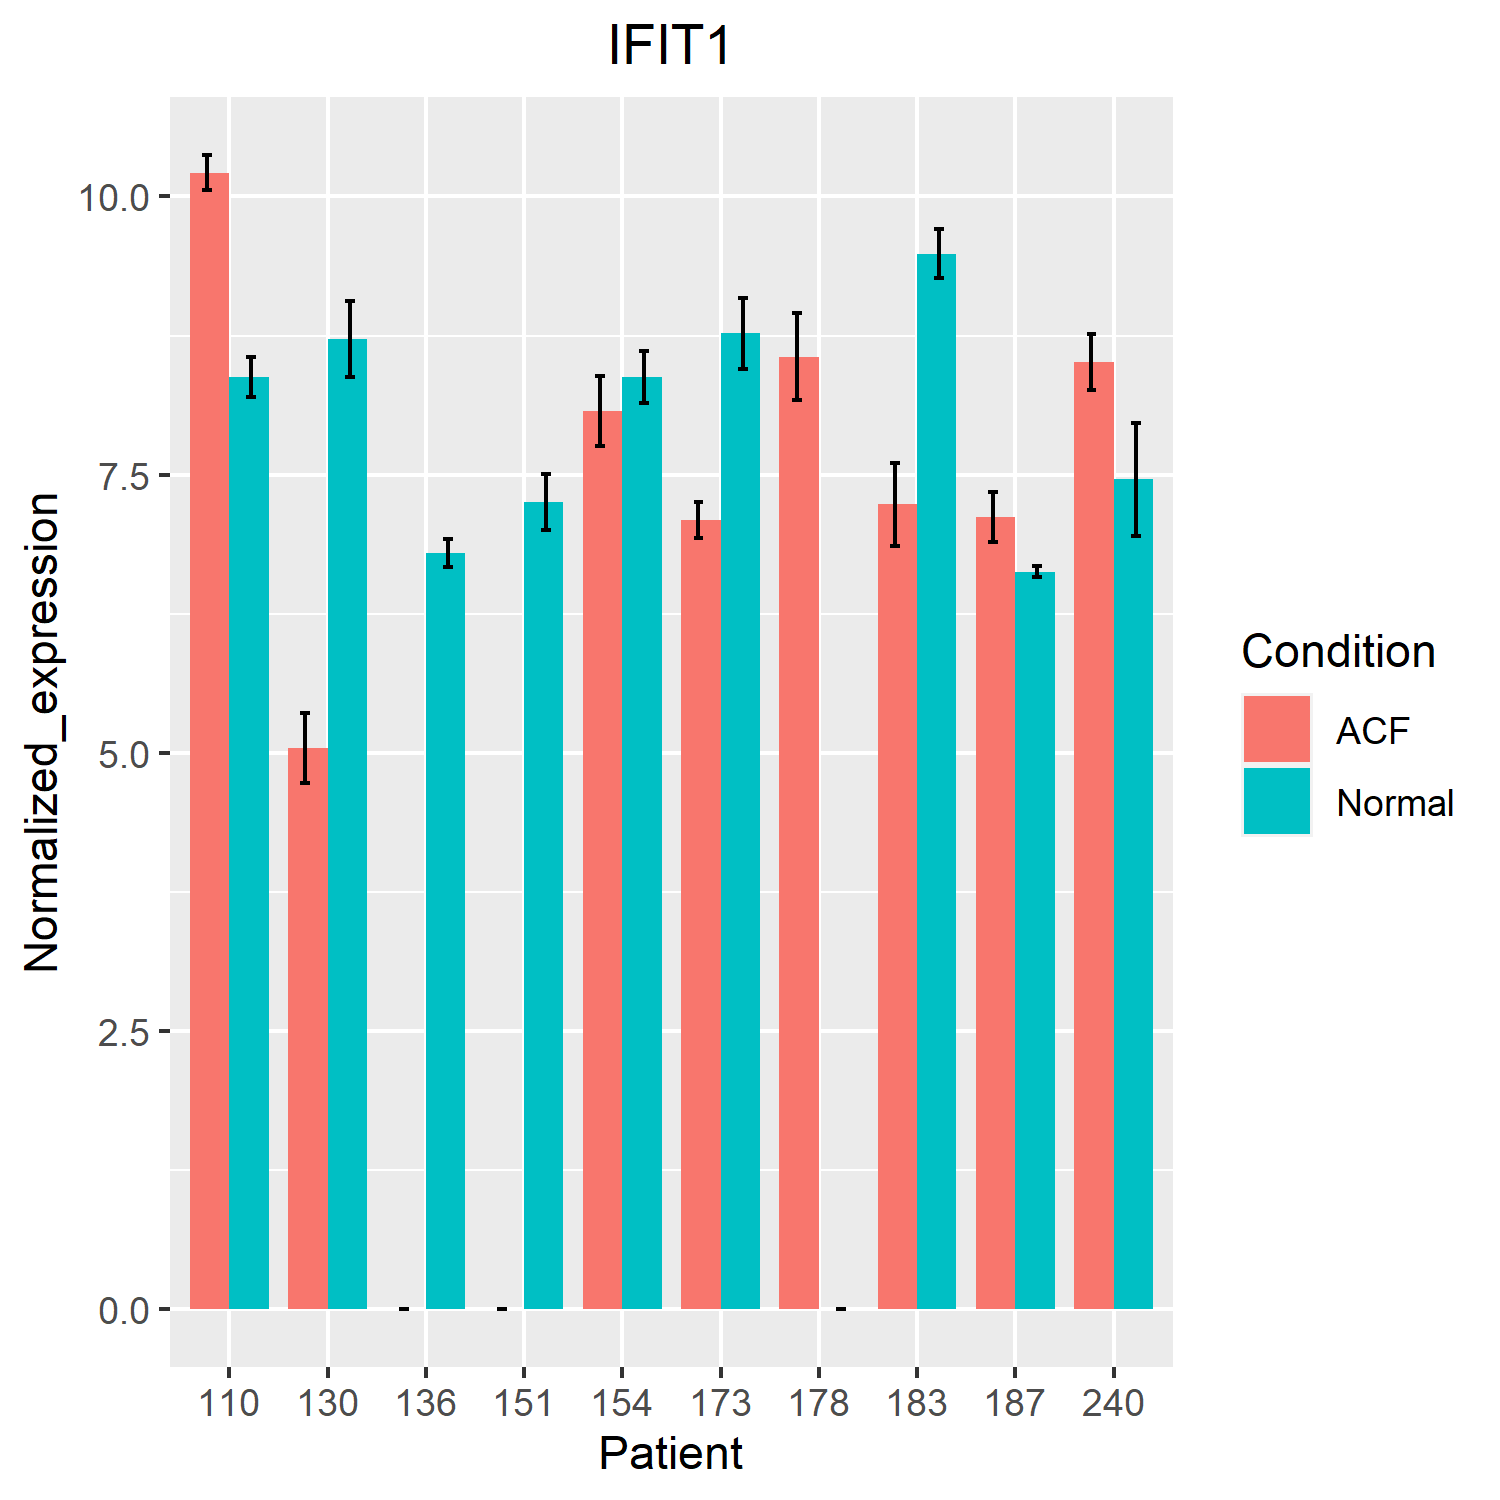 IFIT1
Normalized_expression
10.0
7.5
5.0
2.5
0.0
110 130 136 151 154 173 178 183 187 240
Patient
Condition
ACF
Normal